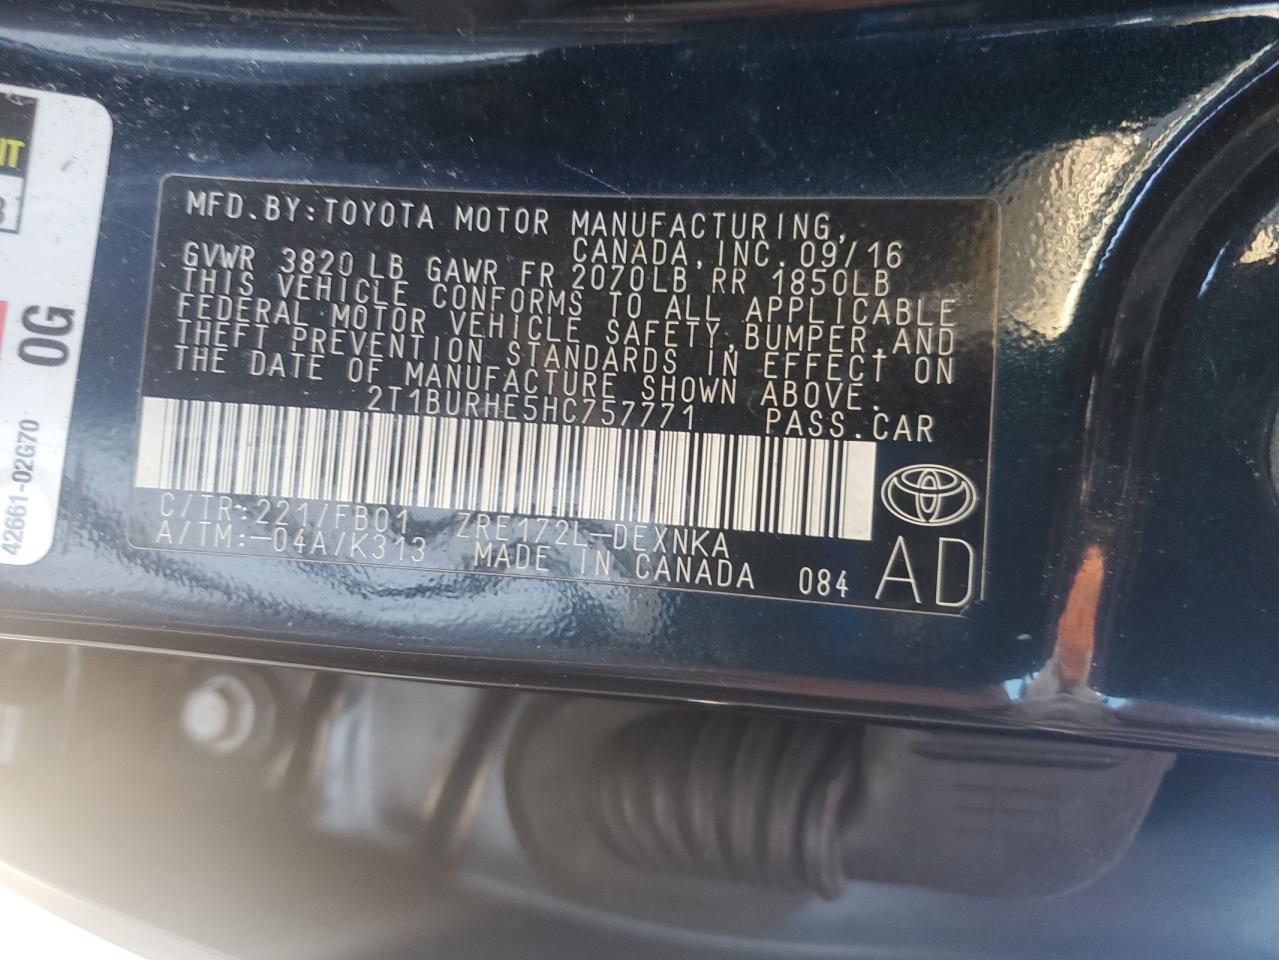 MFD.BY:TOYOTA MOTOR MANUFACTURING,
CANADA,INC. 09/16
GVWR 3820LB GAWR FR 2070LB RR 1850LB
THIS VEHICLE CONFORMS TO ALL APPLICABLE
FEDERAL MOTOR VEHICLE SAFETY,BUMPER,AND
THEFT PREVENTION STANDARDS IN EFFECT ON
THE DATE OF MANUFACTURE SHOWN ABOVE.
2T1BURHE5HC757771 PASS.CAR
C/TR:221/FB01 ZRE172L-DEXNKA
A/TM:-04A/K313 MADE IN CANADA 084 AD
0G
42661-02G70